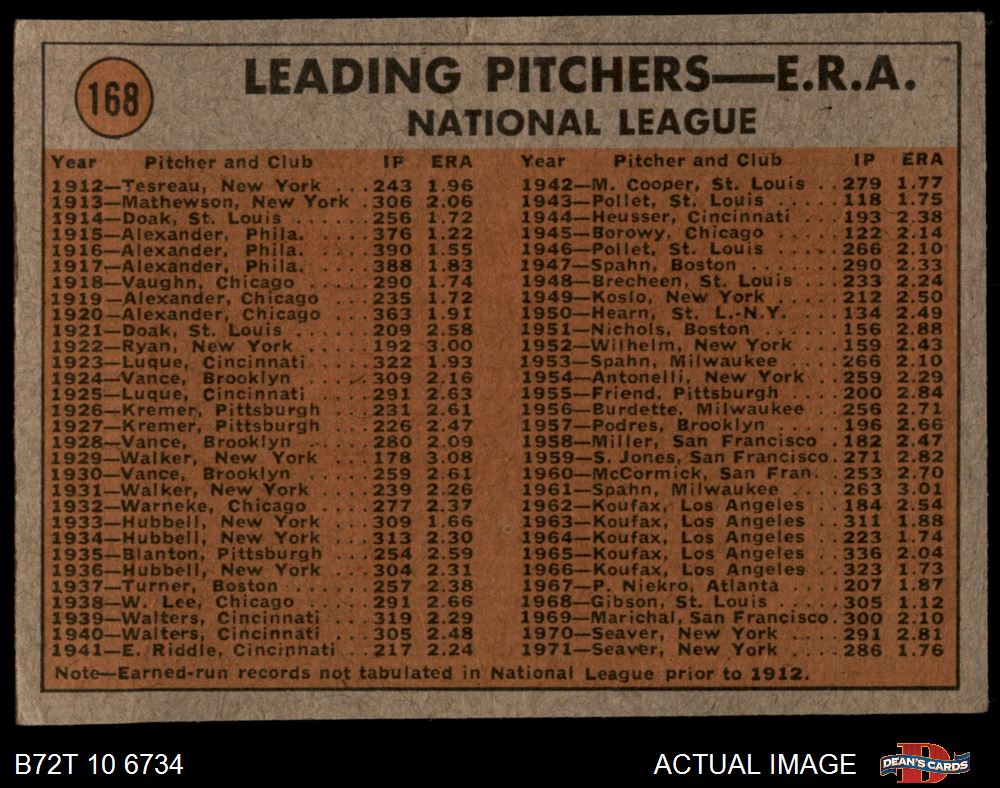 168
LEADING PITCHERS—E.R.A.
NATIONAL LEAGUE
Year Pitcher and Club IP ERA
1912—Tesreau, New York ... 243 1.96
1913—Mathewson, New York . 306 2.06
1914—Doak, St. Louis ...... 256 1.72
1915—Alexander, Phila. ..... 376 1.22
1916—Alexander, Phila. ..... 390 1.55
1917—Alexander, Phila. ..... 388 1.83
1918—Vaughn, Chicago ..... 290 1.74
1919—Alexander, Chicago ... 235 1.72
1920—Alexander, Chicago ... 363 1.91
1921—Doak, St. Louis ...... 209 2.58
1922—Ryan, New York ...... 192 3.00
1923—Luque, Cincinnati ..... 322 1.93
1924—Vance, Brooklyn ...... 309 2.16
1925—Luque, Cincinnati ..... 291 2.63
1926—Kremer, Pittsburgh ... 231 2.61
1927—Kremer, Pittsburgh ... 226 2.47
1928—Vance, Brooklyn ...... 280 2.09
1929—Walker, New York .... 178 3.08
1930—Vance, Brooklyn ...... 259 2.61
1931—Walker, New York .... 239 2.26
1932—Warneke, Chicago .... 277 2.37
1933—Hubbell, New York ... 309 1.66
1934—Hubbell, New York ... 313 2.30
1935—Blanton, Pittsburgh ... 254 2.59
1936—Hubbell, New York ... 304 2.31
1937—Turner, Boston ....... 257 2.38
1938—W. Lee, Chicago ...... 291 2.66
1939—Walters, Cincinnati ... 319 2.29
1940—Walters, Cincinnati ... 305 2.48
1941—E. Riddle, Cincinnati .. 217 2.24
Year Pitcher and Club IP ERA
1942—M. Cooper, St. Louis .. 279 1.77
1943—Pollet, St. Louis ..... 118 1.75
1944—Heusser, Cincinnati ... 193 2.38
1945—Borowy, Chicago ..... 122 2.14
1946—Pollet, St. Louis ..... 266 2.10
1947—Spahn, Boston ....... 290 2.33
1948—Brecheen, St. Louis ... 233 2.24
1949—Koslo, New York ..... 212 2.50
1950—Hearn, St. L.-N.Y. .... 134 2.49
1951—Nichols, Boston ...... 156 2.88
1952—Wilhelm, New York ... 159 2.43
1953—Spahn, Milwaukee .... 266 2.10
1954—Antonelli, New York .. 259 2.29
1955—Friend, Pittsburgh .... 200 2.84
1956—Burdette, Milwaukee .. 256 2.71
1957—Podres, Brooklyn ..... 196 2.66
1958—Miller, San Francisco . 182 2.47
1959—S. Jones, San Francisco. 271 2.82
1960—McCormick, San Fran. . 253 2.70
1961—Spahn, Milwaukee .... 263 3.01
1962—Koufax, Los Angeles .. 184 2.54
1963—Koufax, Los Angeles .. 311 1.88
1964—Koufax, Los Angeles .. 223 1.74
1965—Koufax, Los Angeles .. 336 2.04
1966—Koufax, Los Angeles .. 323 1.73
1967—P. Niekro, Atlanta .... 207 1.87
1968—Gibson, St. Louis ..... 305 1.12
1969—Marichal, San Francisco. 300 2.10
1970—Seaver, New York .... 291 2.81
1971—Seaver, New York .... 286 1.76
Note—Earned-run records not tabulated in National League prior to 1912.
B72T 10 6734
ACTUAL IMAGE
DEAN'S CARDS